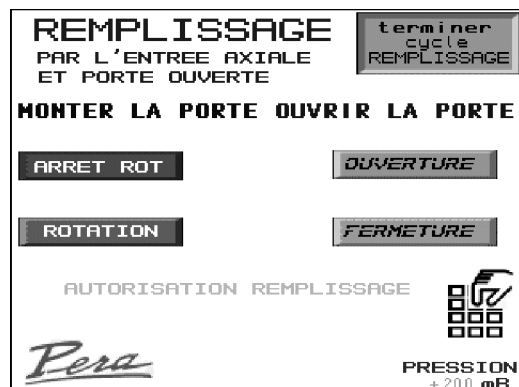 REMPLISSAGE
PAR L'ENTREE AXIALE
ET PORTE OUVERTE
terminer
cycle
REMPLISSAGE
MONTER LA PORTE OUVRIR LA PORTE
ARRET ROT
OUVERTURE
ROTATION
FERMETURE
AUTORISATION REMPLISSAGE
Pera
PRESSION
+200 mB